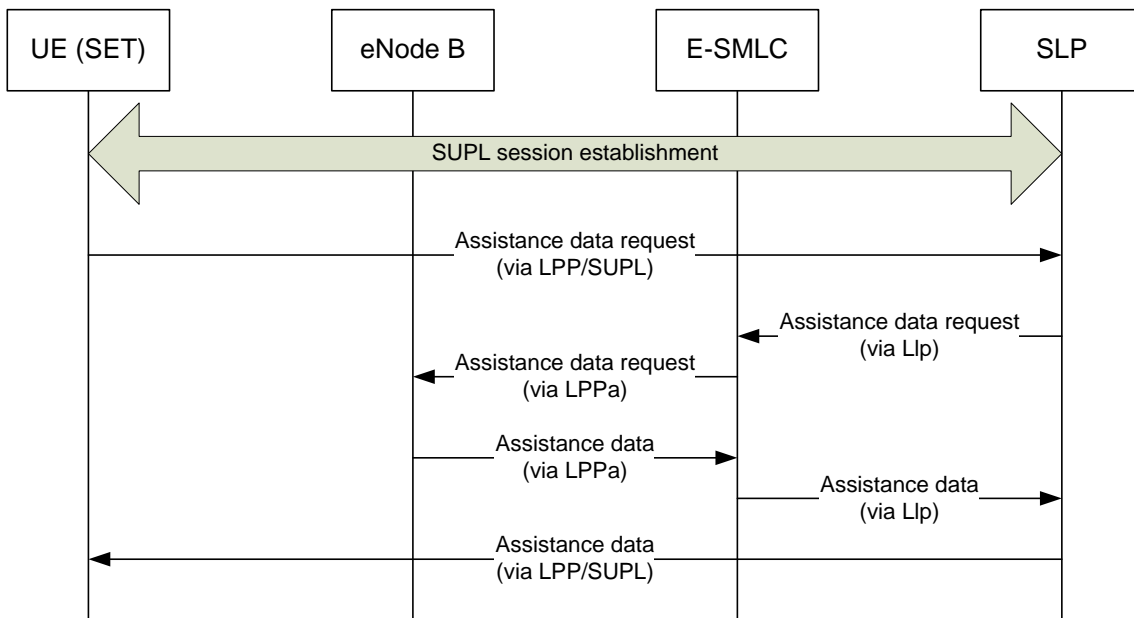 UE (SET)
eNode B
E-SMLC
SLP
SUPL session establishment
Assistance data request
(via LPP/SUPL)
Assistance data request
(via Llp)
Assistance data request
(via LPPa)
Assistance data
(via LPPa)
Assistance data
(via Llp)
Assistance data
(via LPP/SUPL)